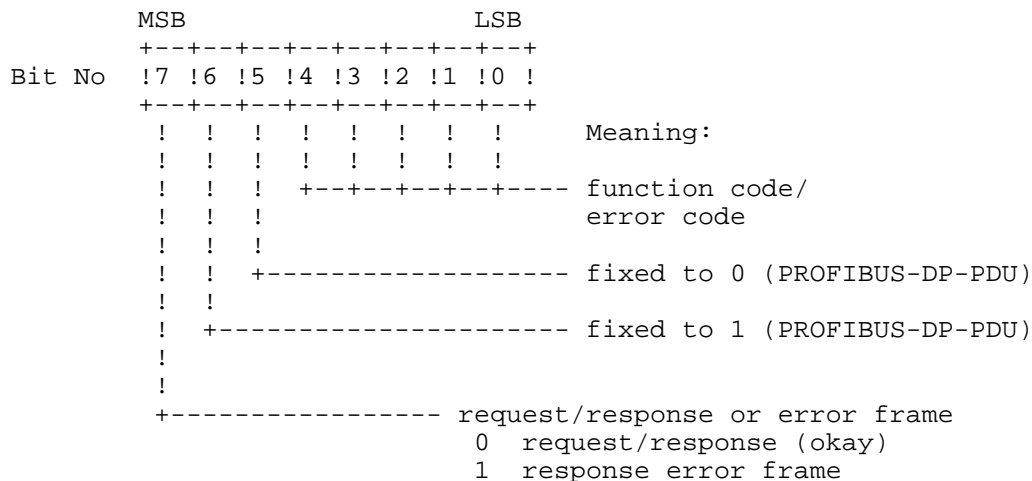 MSB LSB
+--+--+--+--+--+--+--+--+
Bit No !7 !6 !5 !4 !3 !2 !1 !0 !
+--+--+--+--+--+--+--+--+
! ! ! ! ! ! ! ! Meaning:
! ! ! ! ! ! ! !
! ! ! +--+--+--+--+---- function code/
! ! ! error code
! ! !
! ! +------------------- fixed to 0 (PROFIBUS-DP-PDU)
! !
! +---------------------- fixed to 1 (PROFIBUS-DP-PDU)
!
!
+----------------- request/response or error frame
0 request/response (okay)
1 response error frame